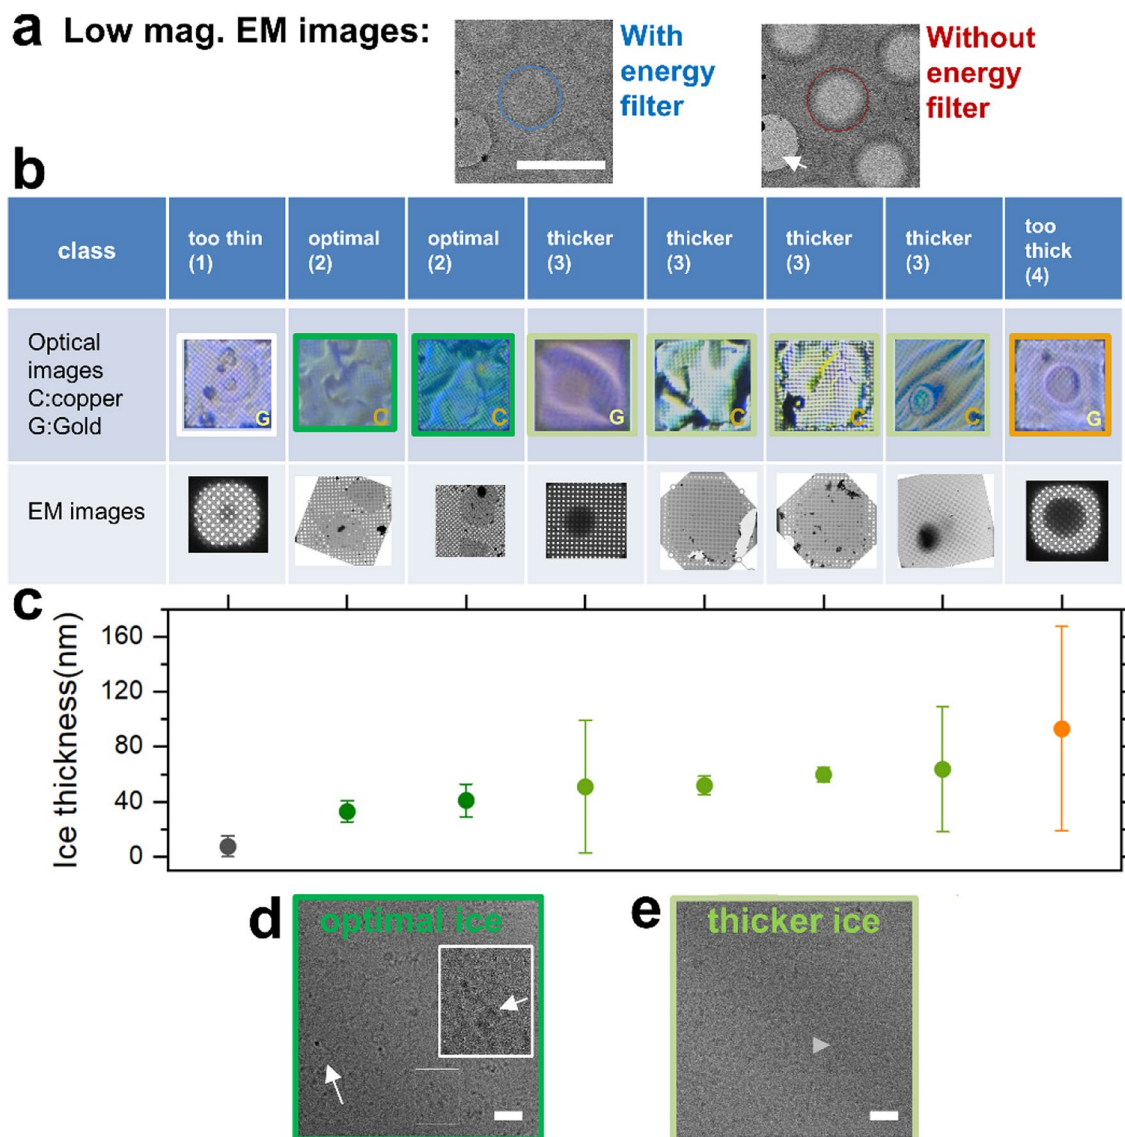 a Low mag. EM images:
With
energy
filter
Without
energy
filter
b
class
too thin
(1)
optimal
(2)
optimal
(2)
thicker
(3)
thicker
(3)
thicker
(3)
thicker
(3)
too
thick
(4)
Optical
images
C:copper
G:Gold
G
C
C
G
C
C
C
G
EM images
c
Ice thickness(nm)
160
120
80
40
0
d
optimal ice
e
thicker ice